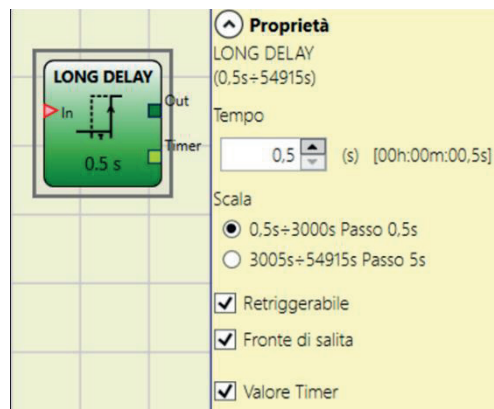 LONG DELAY
In
Out
Timer
0.5 s
Proprietà
LONG DELAY
(0,5s÷54915s)
Tempo
0,5 (s) [00h:00m:00,5s]
Scala
0,5s÷3000s Passo 0,5s
3005s÷54915s Passo 5s
Retriggerabile
Fronte di salita
Valore Timer